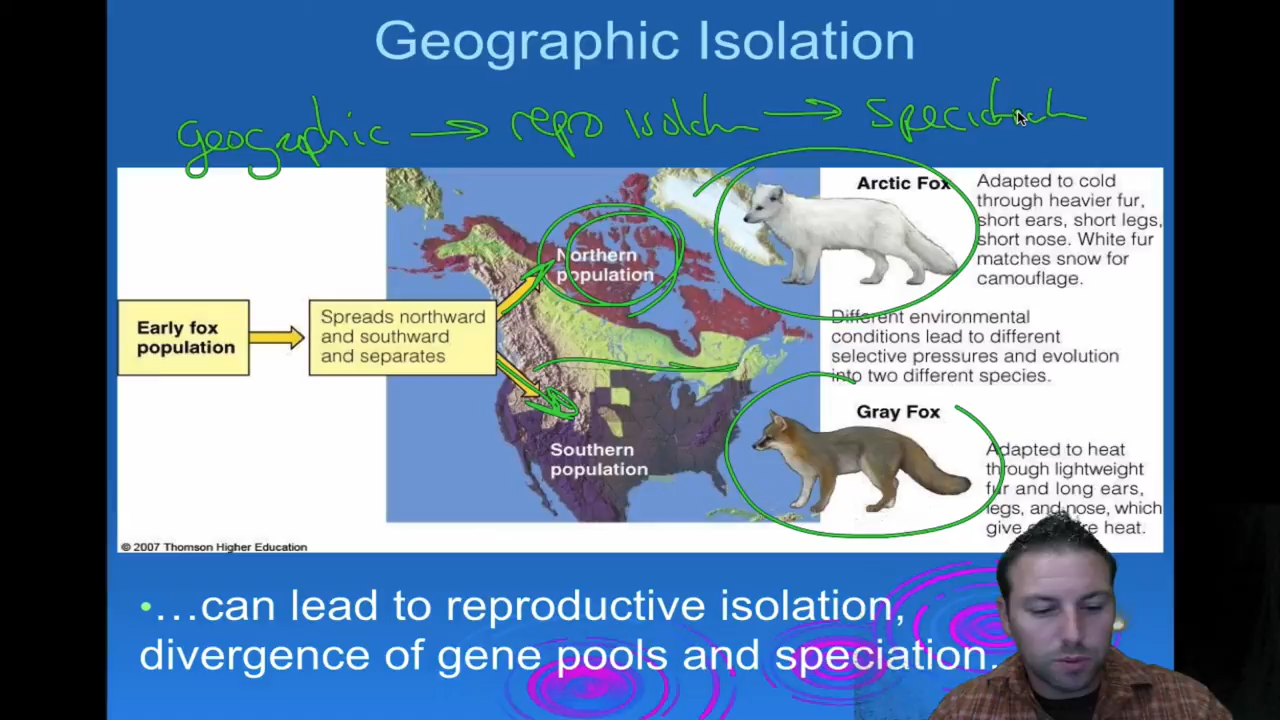 Geographic Isolation
geographic → repro isolation → speciation
Arctic Fox
Adapted to cold
through heavier fur,
short ears, short legs,
short nose. White fur
matches snow for
camouflage.
Northern
population
Early fox
population
Spreads northward
and southward
and separates
Different environmental
conditions lead to different
selective pressures and evolution
into two different species.
Gray Fox
Southern
population
Adapted to heat
through lightweight
fur and long ears,
legs, and nose, which
give heat.
© 2007 Thomson Higher Education
•…can lead to reproductive isolation,
divergence of gene pools and speciation.